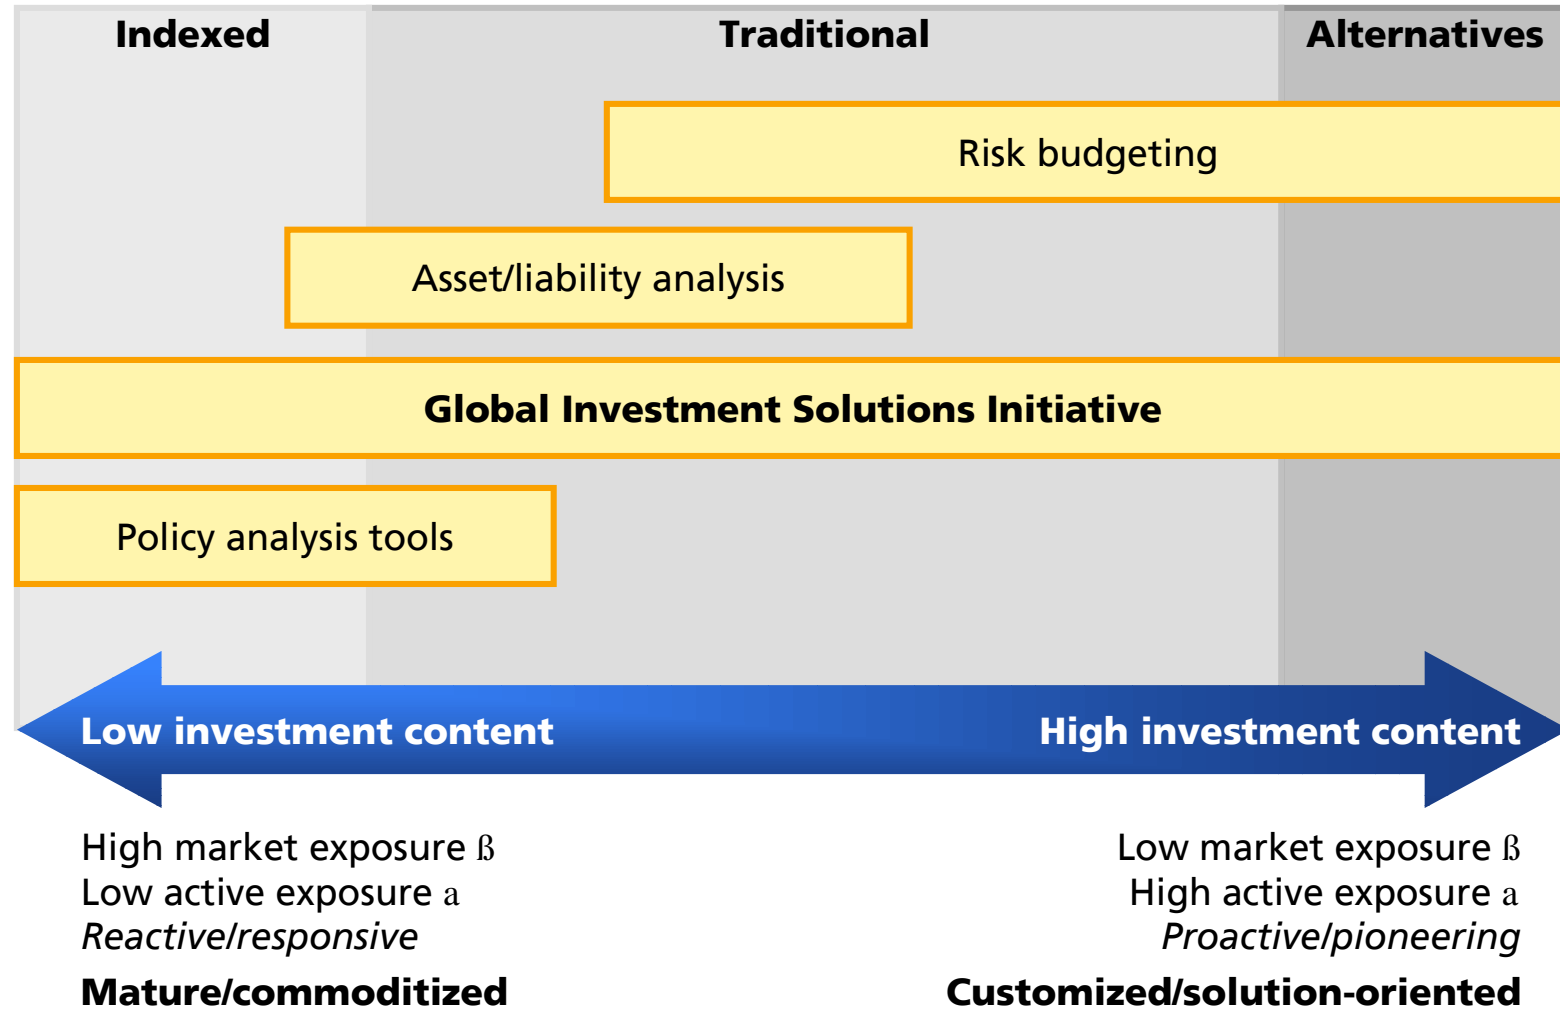 Indexed
Traditional
Alternatives
Risk budgeting
Asset/liability analysis
Global Investment Solutions Initiative
Policy analysis tools
Low investment content
High investment content
High market exposure ß
Low active exposure a
Reactive/responsive
Mature/commoditized
Low market exposure ß
High active exposure a
Proactive/pioneering
Customized/solution-oriented